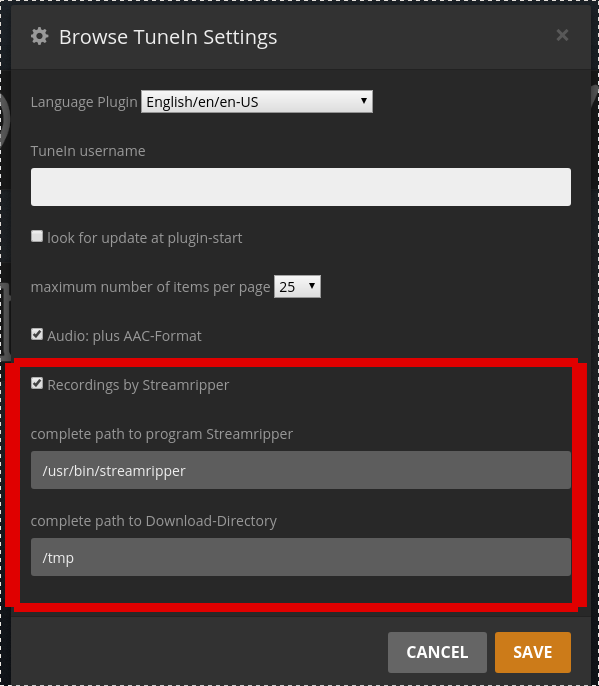 Browse TuneIn Settings
Language Plugin English/en/en-US
TuneIn username
look for update at plugin-start
maximum number of items per page 25
Audio: plus AAC-Format
Recordings by Streamripper
complete path to program Streamripper
/usr/bin/streamripper
complete path to Download-Directory
/tmp
CANCEL SAVE